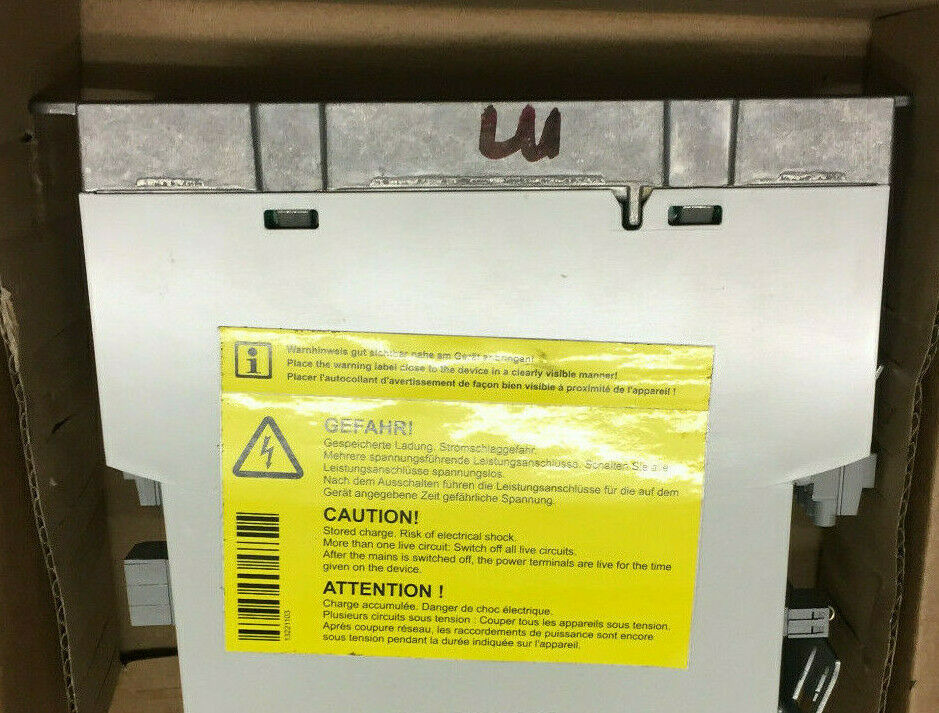 Warnhinweis gut sichtbar nahe am Gerät anbringen!
Place the warning label close to the device in a clearly visible manner!
Placer l'autocollant d'avertissement de façon bien visible à proximité de l'appareil !
GEFAHR!
Gespeicherte Ladung. Stromschlaggefahr.
Mehrere spannungsführende Leistungsanschlüsse. Schalten Sie alle
Leistungsanschlüsse spannungslos.
Nach dem Ausschalten führen die Leistungsanschlüsse für die auf dem
Gerät angegebene Zeit gefährliche Spannung.
CAUTION!
Stored charge. Risk of electrical shock.
More than one live circuit: Switch off all live circuits.
After the mains is switched off, the power terminals are live for the time
given on the device.
ATTENTION !
Charge accumulée. Danger de choc électrique.
Plusieurs circuits sous tension : Couper tous les appareils sous tension.
Après coupure réseau, les raccordements de puissance sont encore
sous tension pendant la durée indiquée sur l'appareil.
13221103